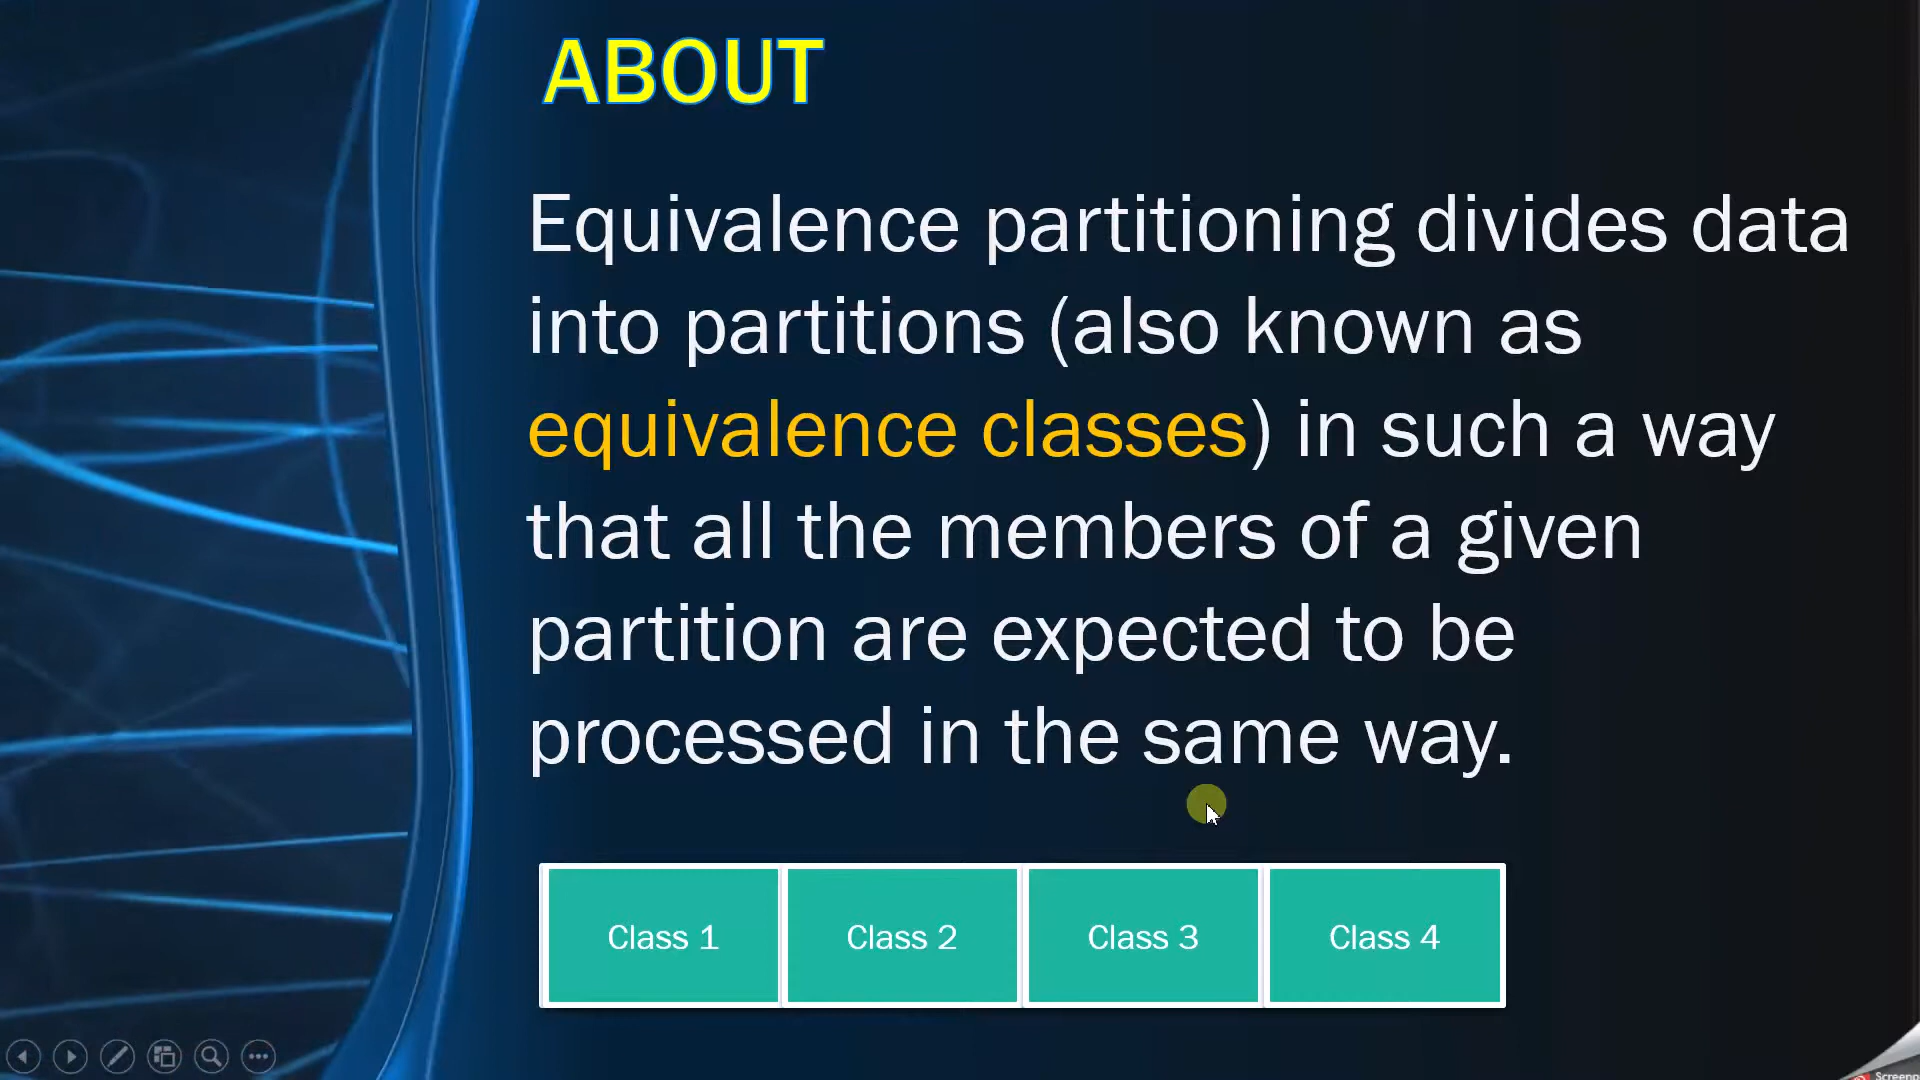 ABOUT
Equivalence partitioning divides data
into partitions (also known as
equivalence classes) in such a way
that all the members of a given
partition are expected to be
processed in the same way.
Class 1 Class 2 Class 3 Class 4